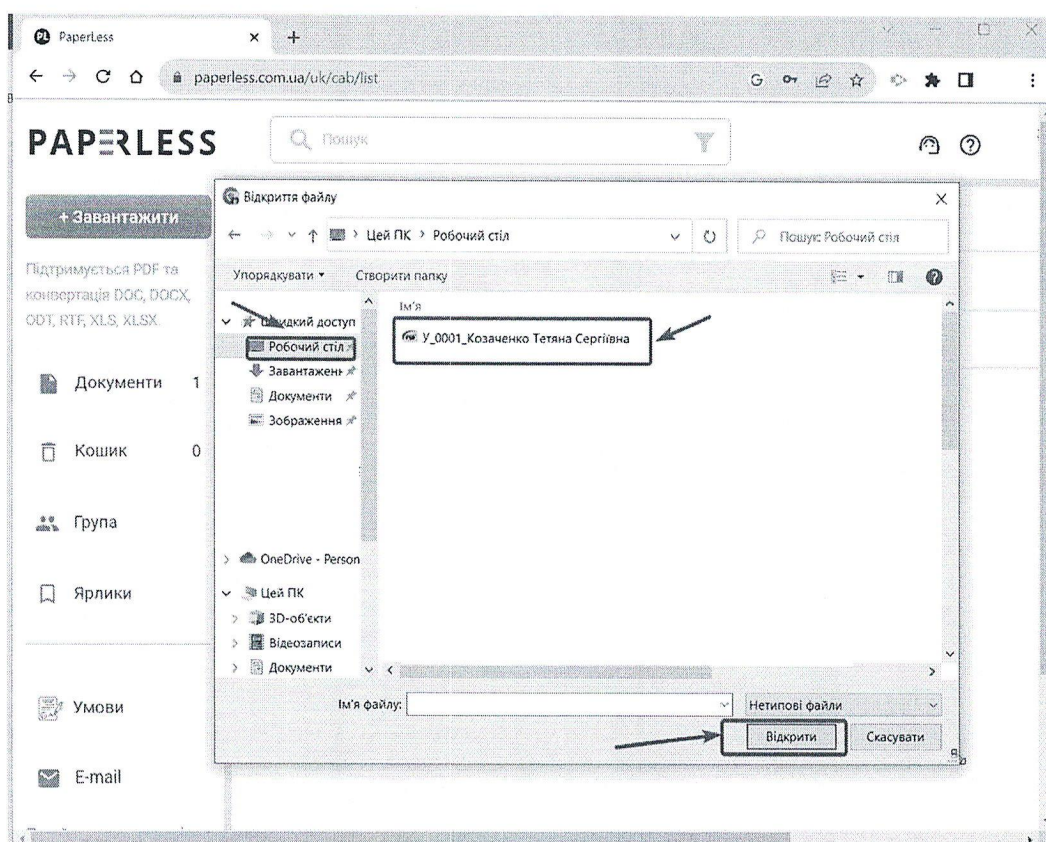 PL PaperLess
paperless.com.ua/uk/cab/list
G
PAPERLESS
Пошук
+ Завантажити
Підтримується PDF та
конвертація DOC, DOCX,
ODT, RTF, XLS, XLSX.
Документи 1
Кошик 0
Група
Ярлики
Умови
E-mail
Відкриття файлу
Цей ПК › Робочий стіл
Пошук: Робочий стіл
Упорядкувати
Створити папку
Ім'я
доступ
Робочий стіл
Завантажень
Документи
Зображення
OneDrive - Person
Цей ПК
3D-об'єкти
Відеозаписи
Документи
У_0001_Козаченко Тетяна Сергіївна
Ім'я файлу:
Нетипові файли
Відкрити
Скасувати